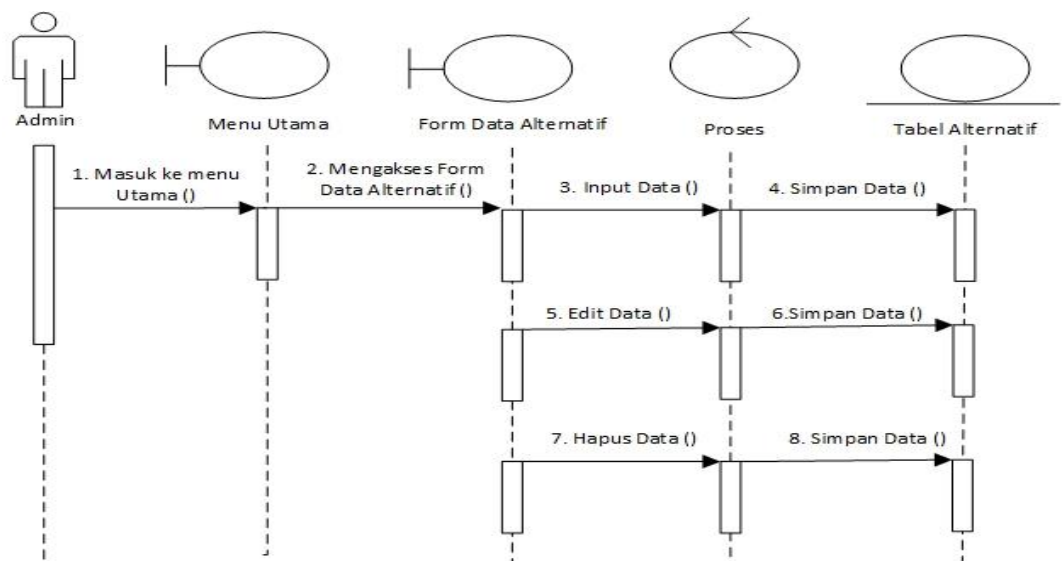 Admin
Menu Utama
Form Data Alternatif
Proses
Tabel Alternatif
1. Masuk ke menu
Utama ()
2. Mengakses Form
Data Alternatif ()
3. Input Data ()
4. Simpan Data ()
5. Edit Data ()
6.Simpan Data ()
7. Hapus Data ()
8. Simpan Data ()